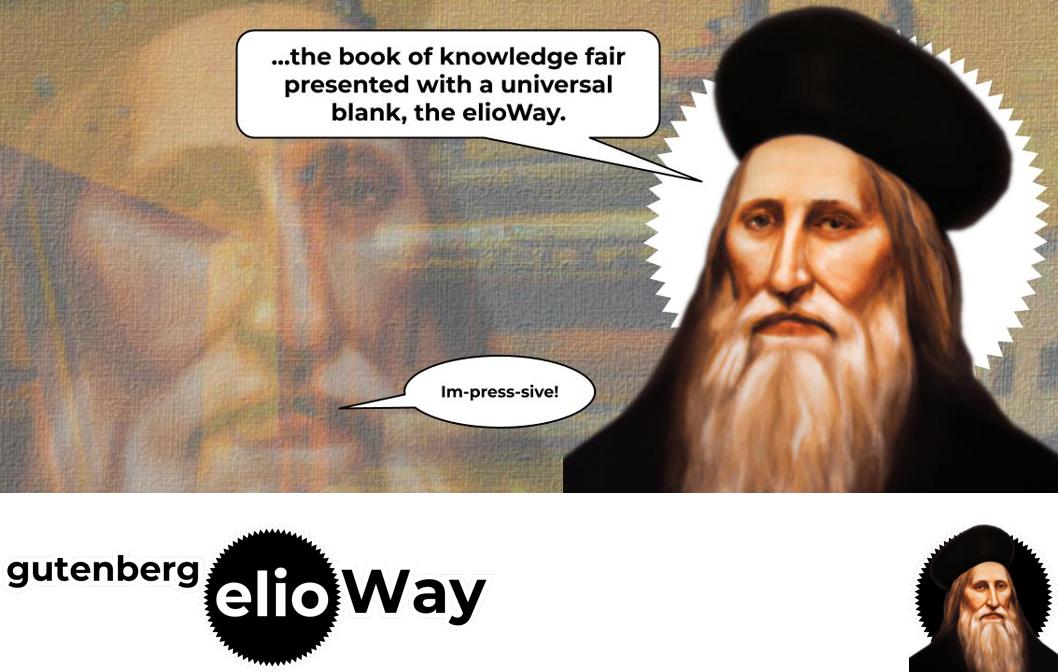 ...the book of knowledge fair
presented with a universal
blank, the elioWay.
Im-press-sive!
gutenberg
elioWay